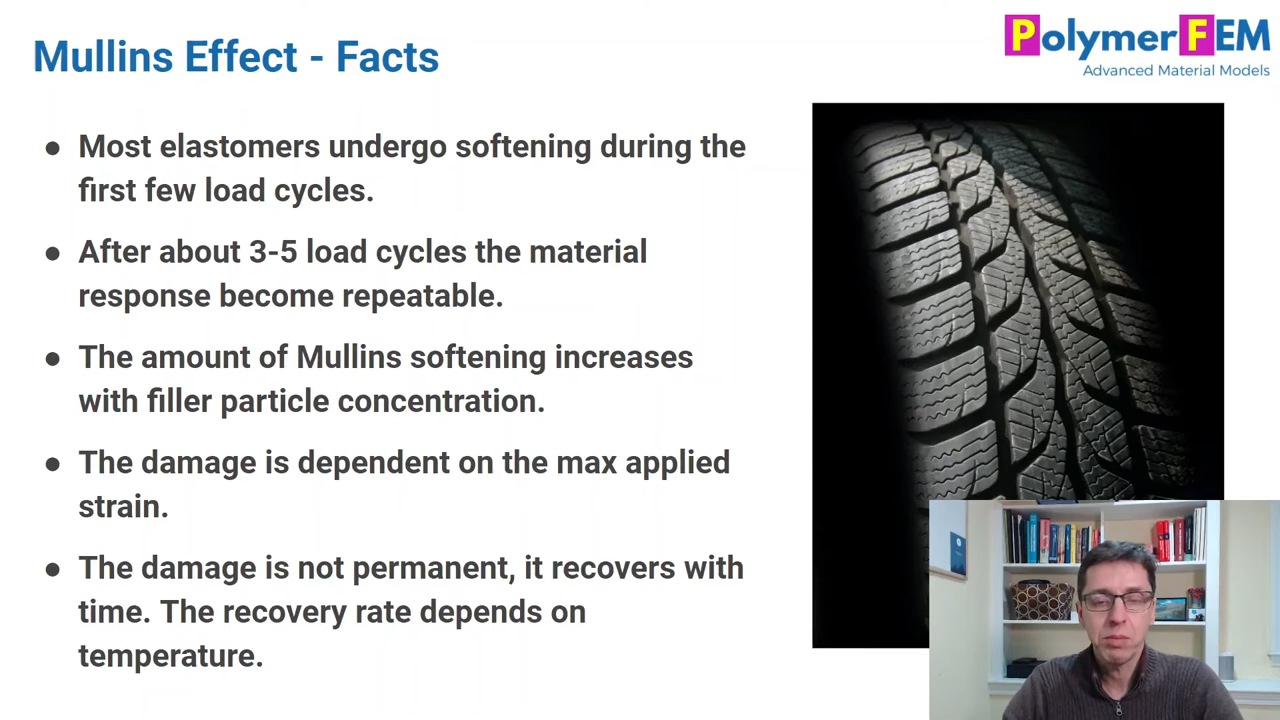 Mullins Effect - Facts
PolymerFEM
Advanced Material Models
● Most elastomers undergo softening during the
first few load cycles.
● After about 3-5 load cycles the material
response become repeatable.
● The amount of Mullins softening increases
with filler particle concentration.
● The damage is dependent on the max applied
strain.
● The damage is not permanent, it recovers with
time. The recovery rate depends on
temperature.